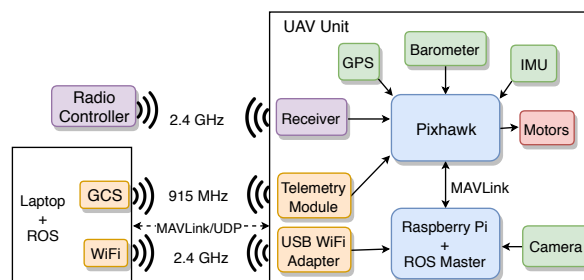 UAV Unit
GPS
Barometer
IMU
Radio
Controller
2.4 GHz
Receiver
Pixhawk
Motors
Laptop
+
ROS
GCS
915 MHz
Telemetry
Module
MAVLink
MAVLink/UDP
WiFi
2.4 GHz
USB WiFi
Adapter
Raspberry Pi
+
ROS Master
Camera